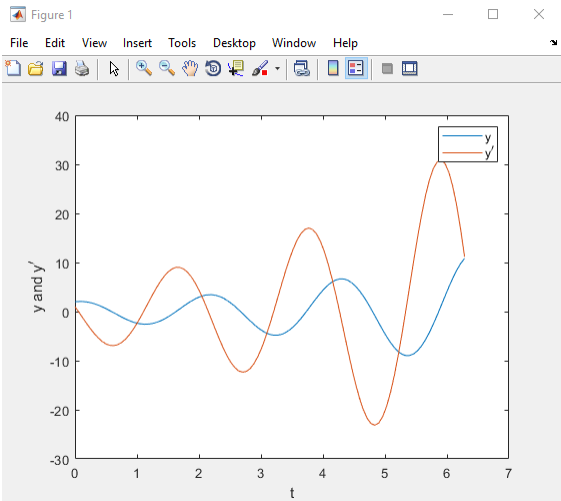 Figure 1
File Edit View Insert Tools Desktop Window Help
40
30
20
10
0
-10
-20
-30
y and y'
0 1 2 3 4 5 6 7
t
y
y'